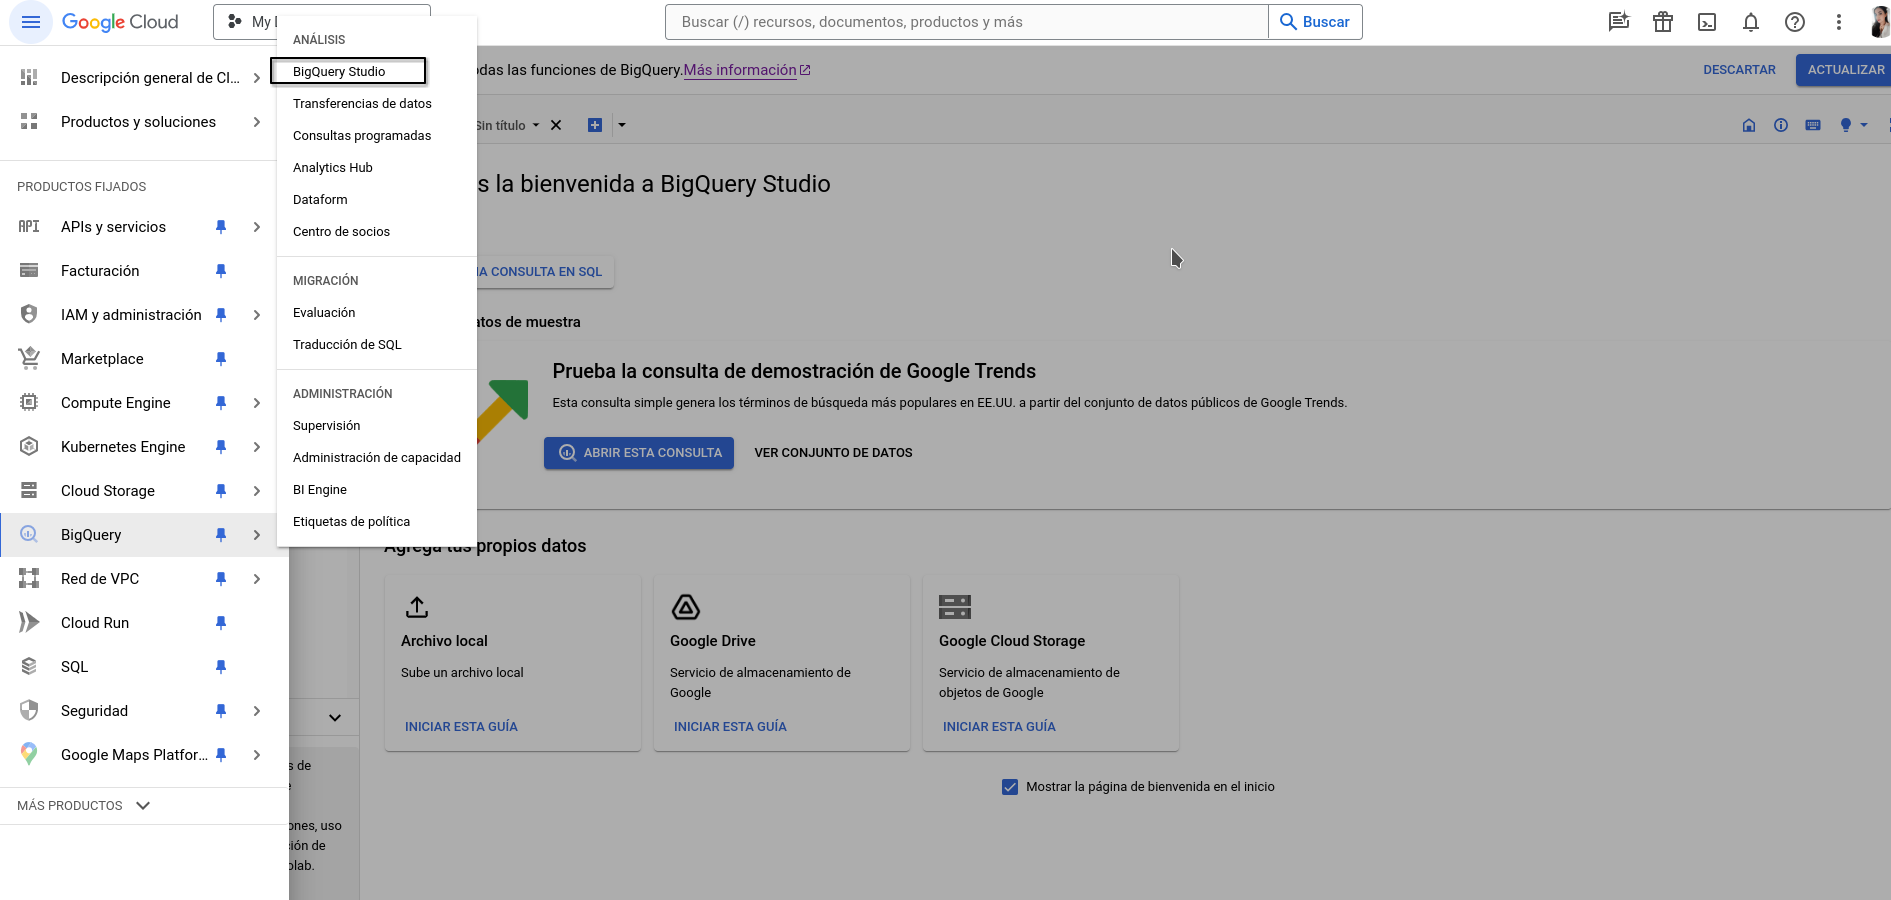 Google Cloud
My
Buscar (/) recursos, documentos, productos y más
Buscar
Descripción general de Cl...
Productos y soluciones
PRODUCTOS FIJADOS
APIs y servicios
Facturación
IAM y administración
Marketplace
Compute Engine
Kubernetes Engine
Cloud Storage
BigQuery
Red de VPC
Cloud Run
SQL
Seguridad
Google Maps Platfor...
MÁS PRODUCTOS
ANÁLISIS
BigQuery Studio
Transferencias de datos
Consultas programadas
Analytics Hub
Dataform
Centro de socios
MIGRACIÓN
Evaluación
Traducción de SQL
ADMINISTRACIÓN
Supervisión
Administración de capacidad
BI Engine
Etiquetas de política
odas las funciones de BigQuery. Más información
DESCARTAR
ACTUALIZAR
Sin título
s la bienvenida a BigQuery Studio
A CONSULTA EN SQL
atos de muestra
Prueba la consulta de demostración de Google Trends
Esta consulta simple genera los términos de búsqueda más populares en EE.UU. a partir del conjunto de datos públicos de Google Trends.
ABRIR ESTA CONSULTA
VER CONJUNTO DE DATOS
Agrega tus propios datos
Archivo local
Sube un archivo local
INICIAR ESTA GUÍA
Google Drive
Servicio de almacenamiento de
Google
INICIAR ESTA GUÍA
Google Cloud Storage
Servicio de almacenamiento de
objetos de Google
INICIAR ESTA GUÍA
Mostrar la página de bienvenida en el inicio
s de
e
ones, uso
ción de
olab.